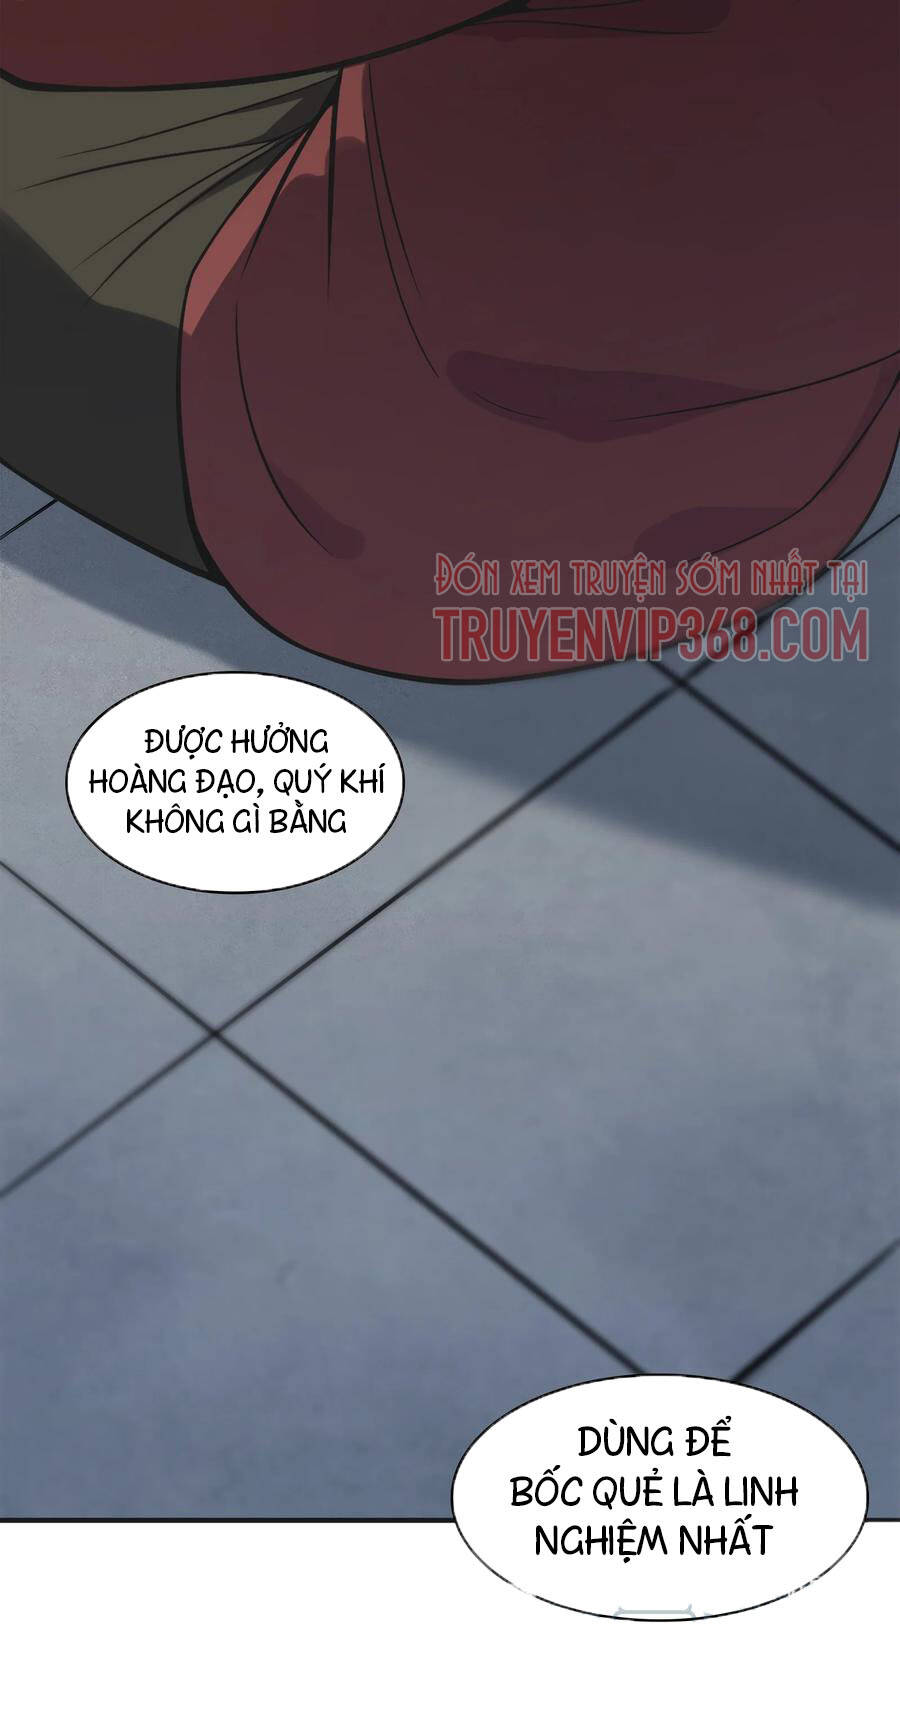 ĐÓN XEM TRUYỆN SỚM NHẤT TẠI
TRUYENVIP368.COM
ĐƯỢC HƯỞNG
HOÀNG ĐẠO, QUÝ KHÍ
KHÔNG GÌ BẰNG
DÙNG ĐỂ
BỐC QUẺ LÀ LINH
NGHIỆM NHẤT